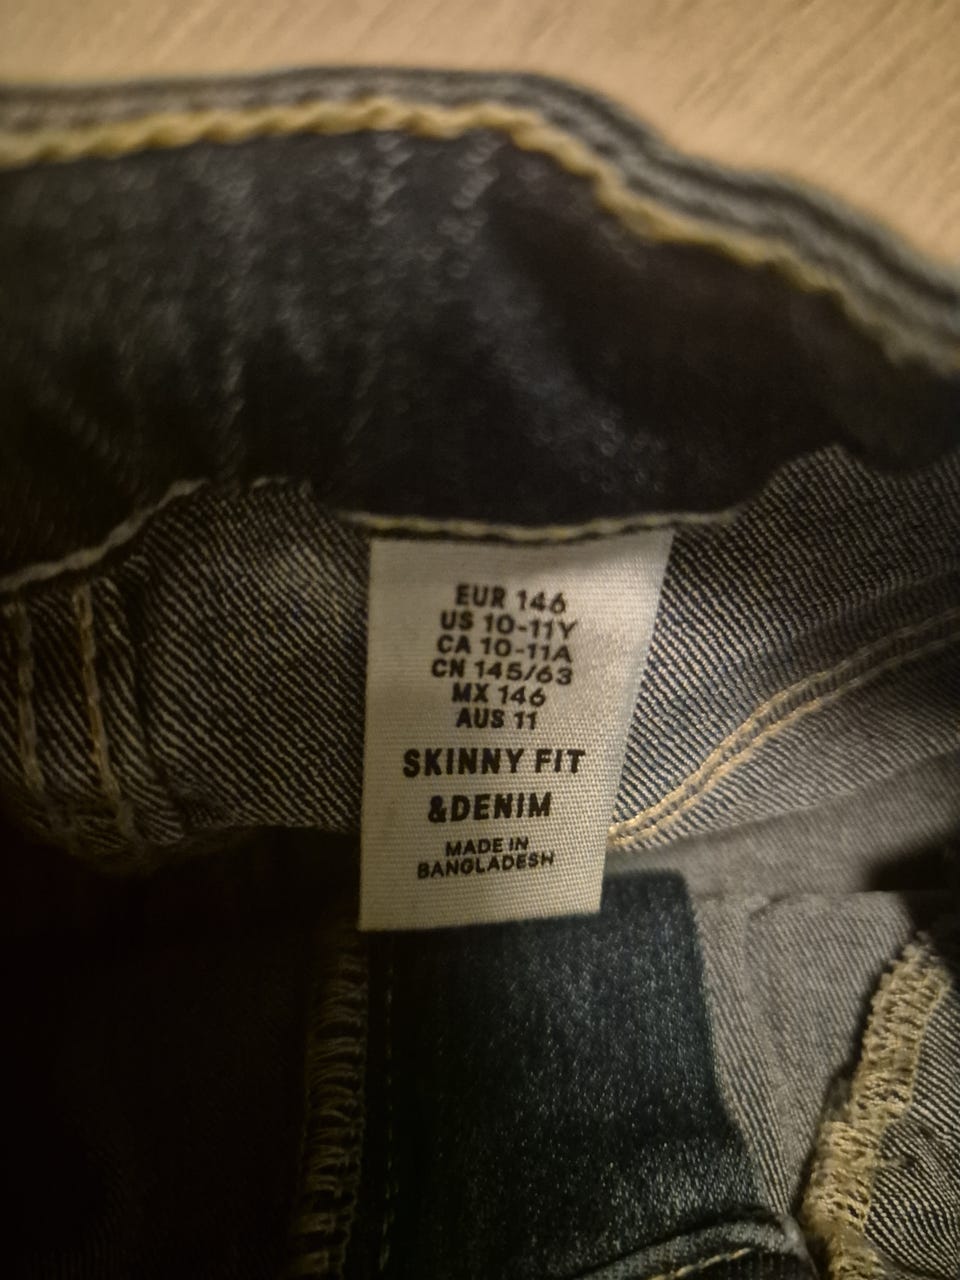 EUR 146
US 10-11Y
CA 10-11A
CN 145/63
MX 146
AUS 11
SKINNY FIT
&DENIM
MADE IN
BANGLADESH